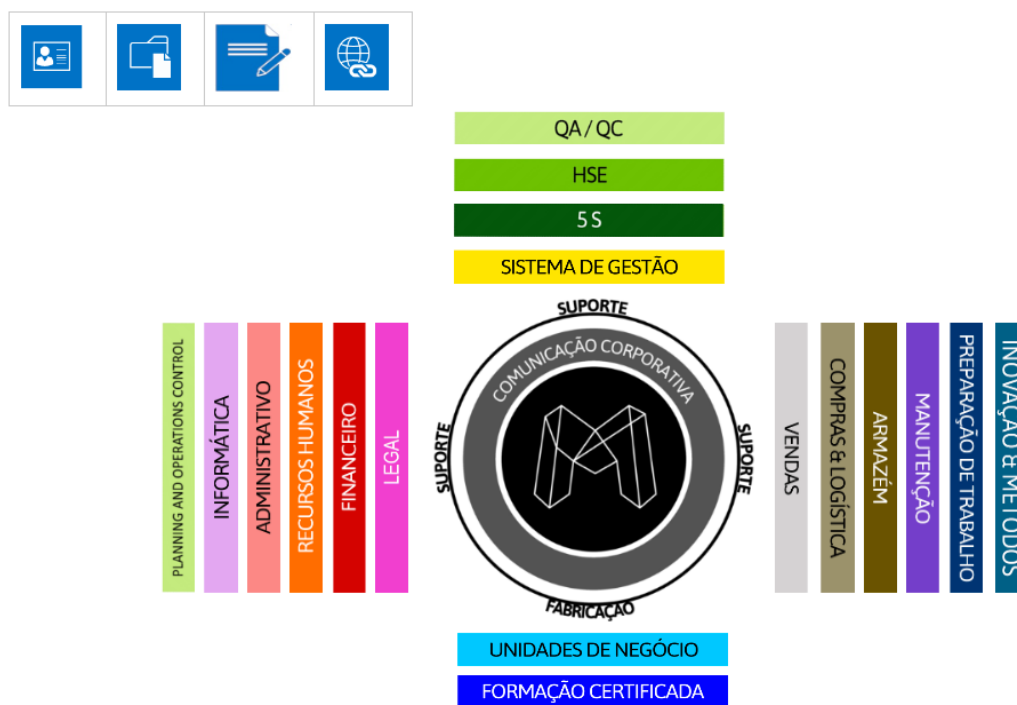 QA / QC
HSE
5 S
SISTEMA DE GESTÃO
SUPORTE
COMUNICAÇÃO CORPORATIVA
SUPORTE
SUPORTE
FABRICAÇÃO
PLANNING AND OPERATIONS CONTROL
INFORMÁTICA
ADMINISTRATIVO
RECURSOS HUMANOS
FINANCEIRO
LEGAL
VENDAS
COMPRAS & LOGÍSTICA
ARMAZÉM
MANUTENÇÃO
PREPARAÇÃO DE TRABALHO
INOVAÇÃO & METODOS
UNIDADES DE NEGÓCIO
FORMAÇÃO CERTIFICADA